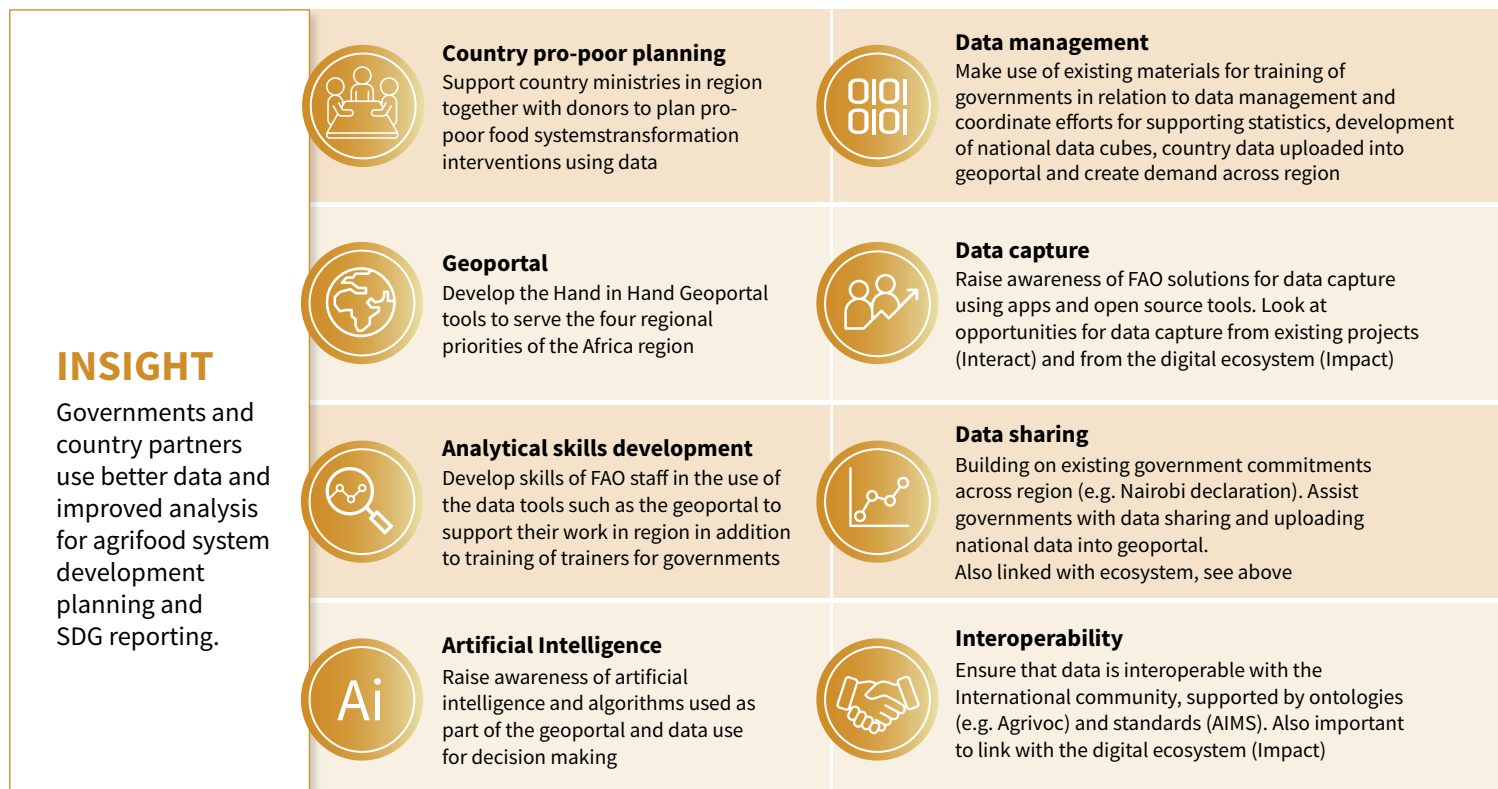 INSIGHT
Governments and
country partners
use better data and
improved analysis
for agrifood system
development
planning and
SDG reporting.
Country pro-poor planning
Support country ministries in region
together with donors to plan pro-
poor food systemstransformation
interventions using data
Data management
Make use of existing materials for training of
governments in relation to data management and
coordinate efforts for supporting statistics, development
of national data cubes, country data uploaded into
geoportal and create demand across region
Geoportal
Develop the Hand in Hand Geoportal
tools to serve the four regional
priorities of the Africa region
Data capture
Raise awareness of FAO solutions for data capture
using apps and open source tools. Look at
opportunities for data capture from existing projects
(Interact) and from the digital ecosystem (Impact)
Analytical skills development
Develop skills of FAO staff in the use of
the data tools such as the geoportal to
support their work in region in addition
to training of trainers for governments
Data sharing
Building on existing government commitments
across region (e.g. Nairobi declaration). Assist
governments with data sharing and uploading
national data into geoportal.
Also linked with ecosystem, see above
Ai
Artificial Intelligence
Raise awareness of artificial
intelligence and algorithms used as
part of the geoportal and data use
for decision making
Interoperability
Ensure that data is interoperable with the
International community, supported by ontologies
(e.g. Agrivoc) and standards (AIMS). Also important
to link with the digital ecosystem (Impact)
0101
0101